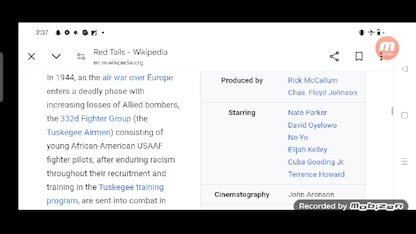 2:37
Red Tails – Wikipedia
en.m.wikipedia.org
In 1944, as the air war over Europe
enters a deadly phase with
increasing losses of Allied bombers,
the 332d Fighter Group (the
Tuskegee Airmen) consisting of
young African-American USAAF
fighter pilots, after enduring racism
throughout their recruitment and
training in the Tuskegee training
program, are sent into combat in
Produced by
Rick McCallum
Chas. Floyd Johnson
Starring
Nate Parker
David Oyelowo
Ne-Yo
Elijah Kelley
Cuba Gooding Jr.
Terrence Howard
Cinematography
John Aronson
Recorded by Mobizen